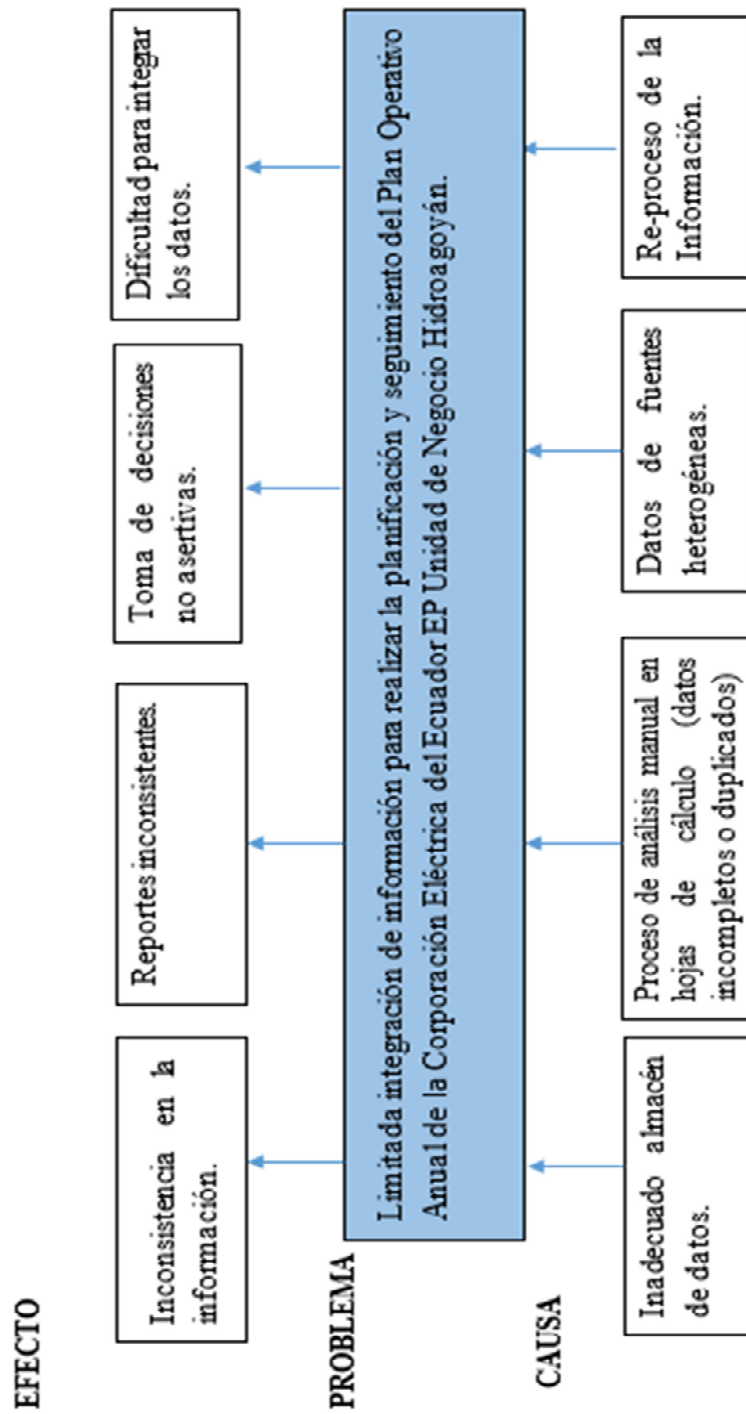 EFECTO
Inconsistencia en la
información.
Reportes inconsistentes.
Toma de decisiones
no asertivas.
Dificultad para integrar
los datos.
PROBLEMA
Limitada integración de información para realizar la planificación y seguimiento del Plan Operativo
Anual de la Corporación Eléctrica del Ecuador EP Unidad de Negocio Hidroagoyán.
CAUSA
Inadecuado almacén
de datos.
Proceso de análisis manual en
hojas de cálculo (datos
incompletos o duplicados)
Datos de fuentes
heterogéneas.
Re-proceso de la
Información.